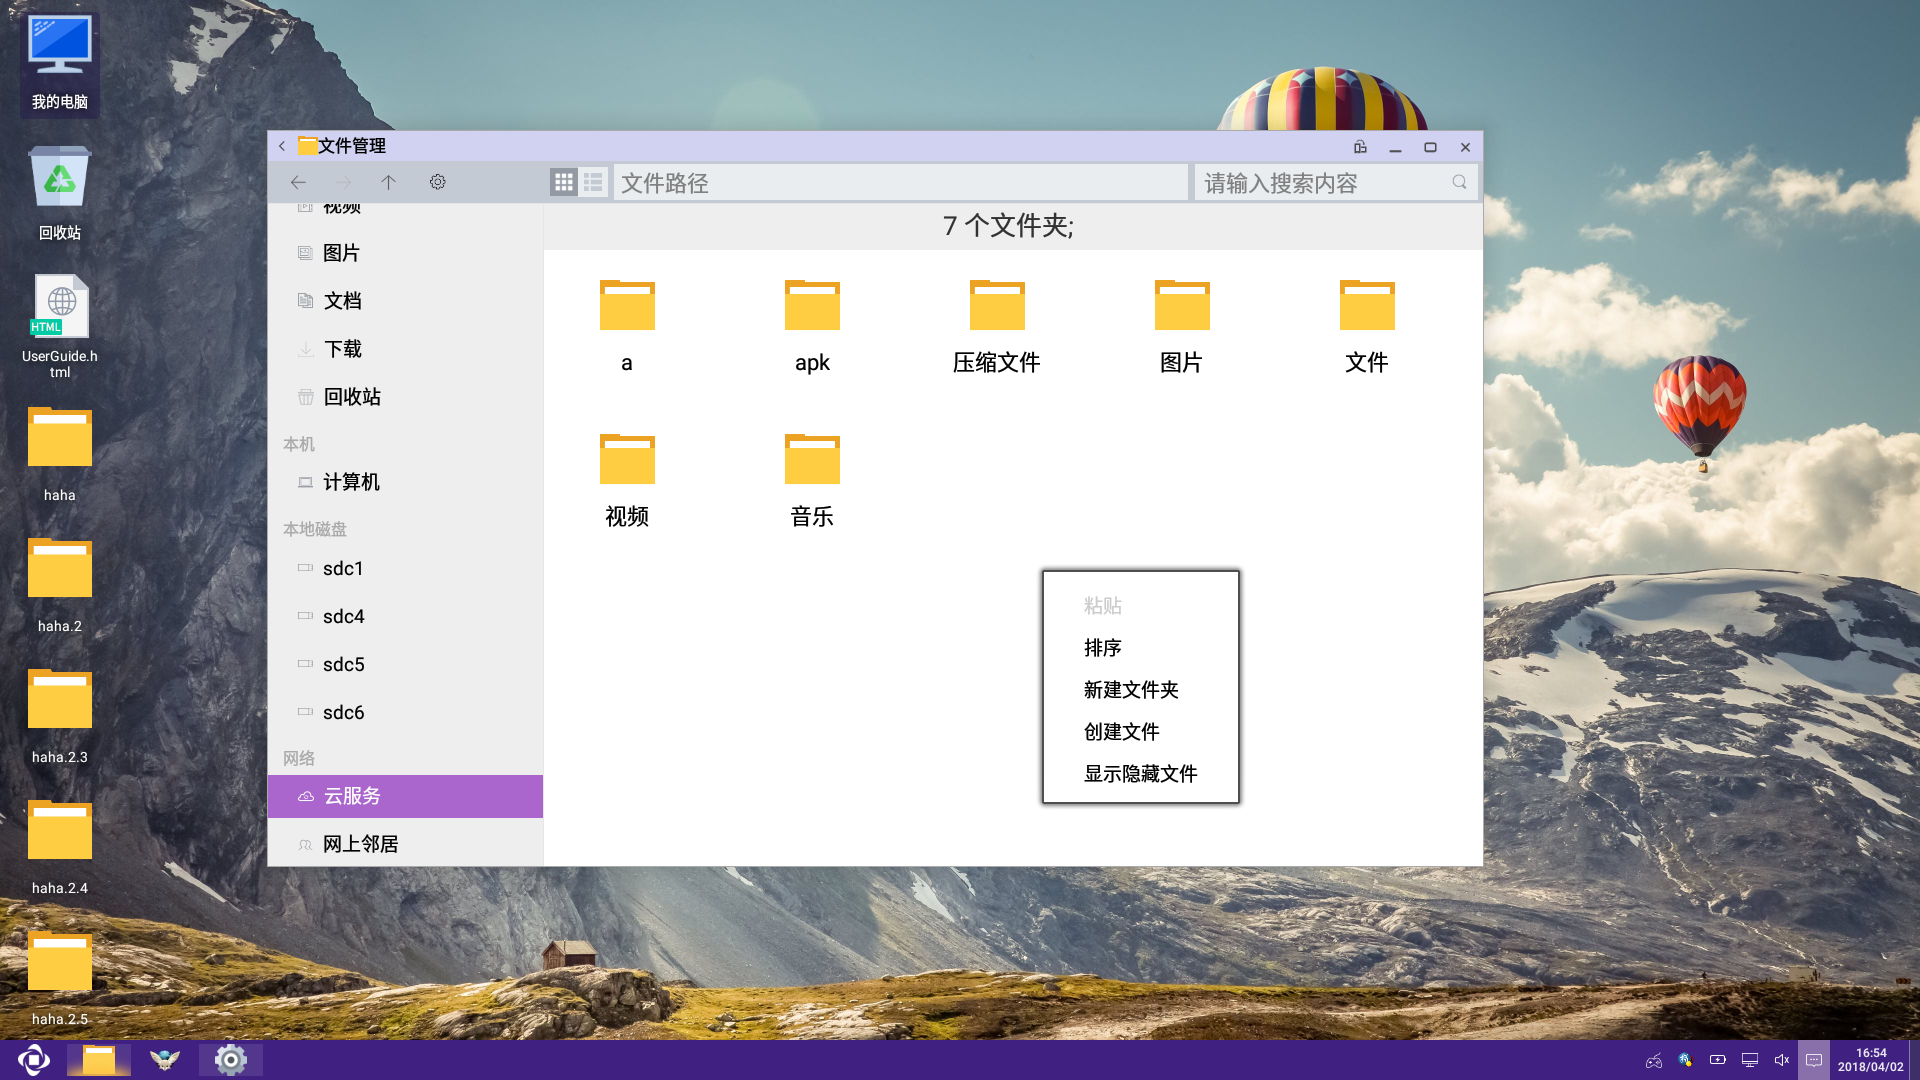 我的电脑
回收站
HTML
UserGuide.h
tml
haha
haha.2
haha.2.3
haha.2.4
haha.2.5
文件管理
文件路径
请输入搜索内容
视频
图片
文档
下载
回收站
本机
计算机
本地磁盘
sdc1
sdc4
sdc5
sdc6
网络
云服务
网上邻居
7 个文件夹;
a
apk
压缩文件
图片
文件
视频
音乐
粘贴
排序
新建文件夹
创建文件
显示隐藏文件
16:54
2018/04/02